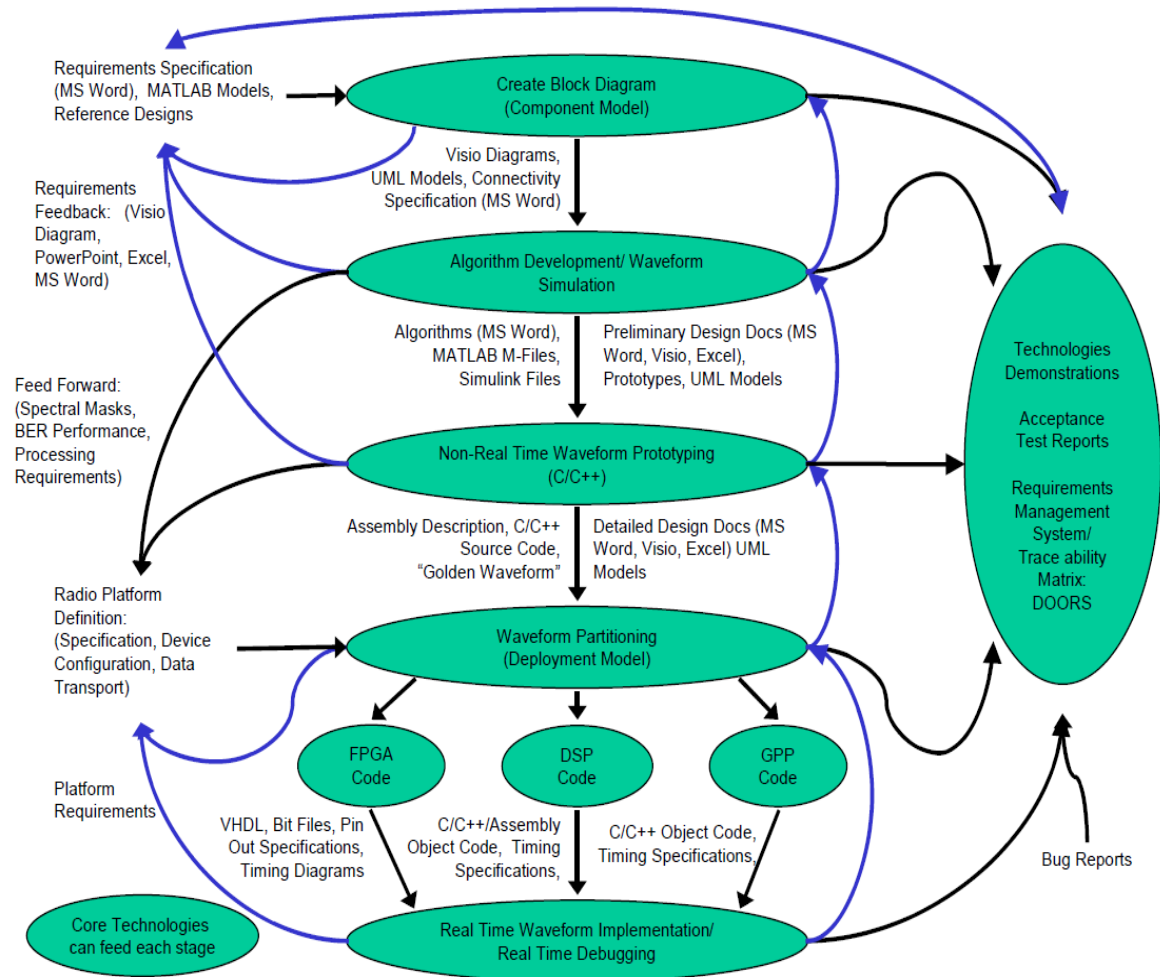 Requirements Specification
(MS Word), MATLAB Models,
Reference Designs
Create Block Diagram
(Component Model)
Visio Diagrams,
UML Models, Connectivity
Specification (MS Word)
Requirements
Feedback: (Visio
Diagram,
PowerPoint, Excel,
MS Word)
Algorithm Development/ Waveform
Simulation
Algorithms (MS Word),
MATLAB M-Files,
Simulink Files
Preliminary Design Docs (MS
Word, Visio, Excel),
Prototypes, UML Models
Technologies
Demonstrations
Acceptance
Test Reports
Requirements
Management
System/
Trace ability
Matrix:
DOORS
Feed Forward:
(Spectral Masks,
BER Performance,
Processing
Requirements)
Non-Real Time Waveform Prototyping
(C/C++)
Assembly Description, C/C++
Source Code,
“Golden Waveform”
Detailed Design Docs (MS
Word, Visio, Excel) UML
Models
Radio Platform
Definition:
(Specification, Device
Configuration, Data
Transport)
Waveform Partitioning
(Deployment Model)
FPGA
Code
DSP
Code
GPP
Code
Platform
Requirements
VHDL, Bit Files, Pin
Out Specifications,
Timing Diagrams
C/C++/Assembly
Object Code, Timing
Specifications,
C/C++ Object Code,
Timing Specifications,
Bug Reports
Core Technologies
can feed each stage
Real Time Waveform Implementation/
Real Time Debugging